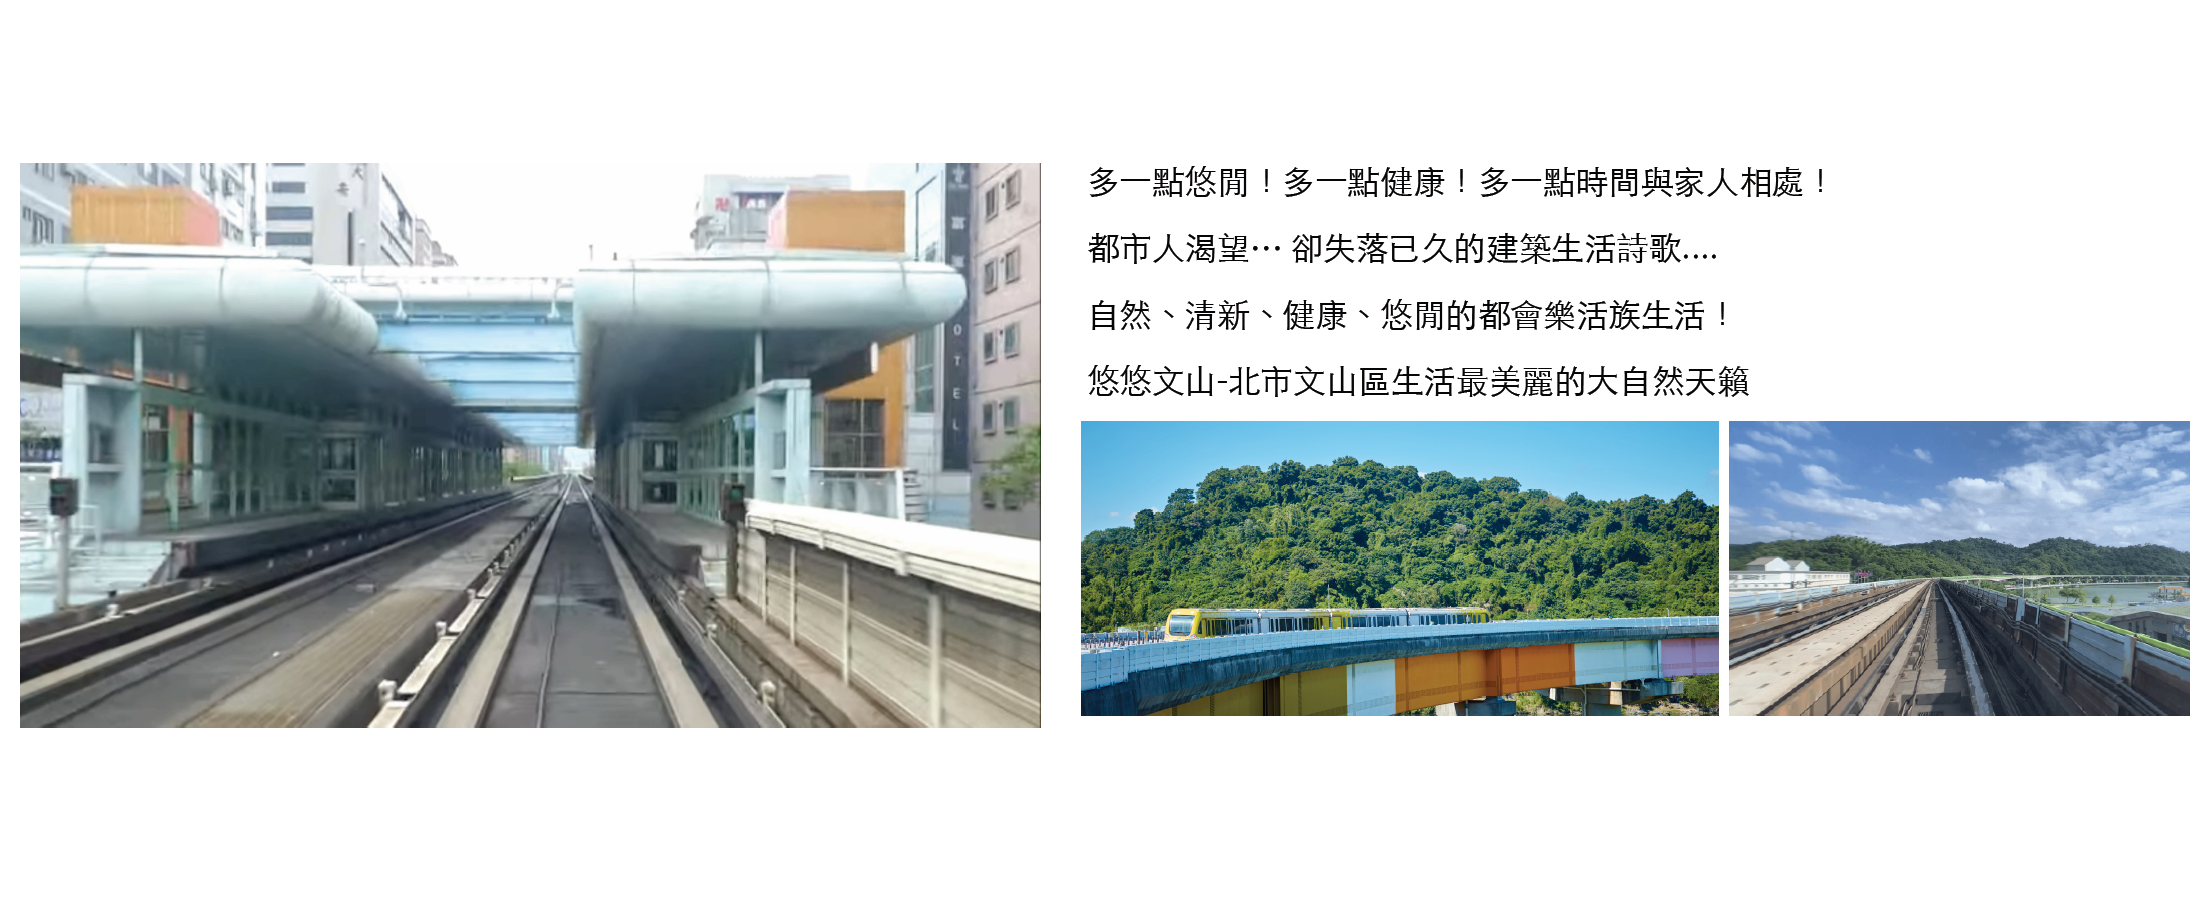 大安
HOTEL
多一點悠閒！多一點健康！多一點時間與家人相處！
都市人渴望⋯ 卻失落已久的建築生活詩歌....
自然、清新、健康、悠閒的都會樂活族生活！
悠悠文山-北市文山區生活最美麗的大自然天籟